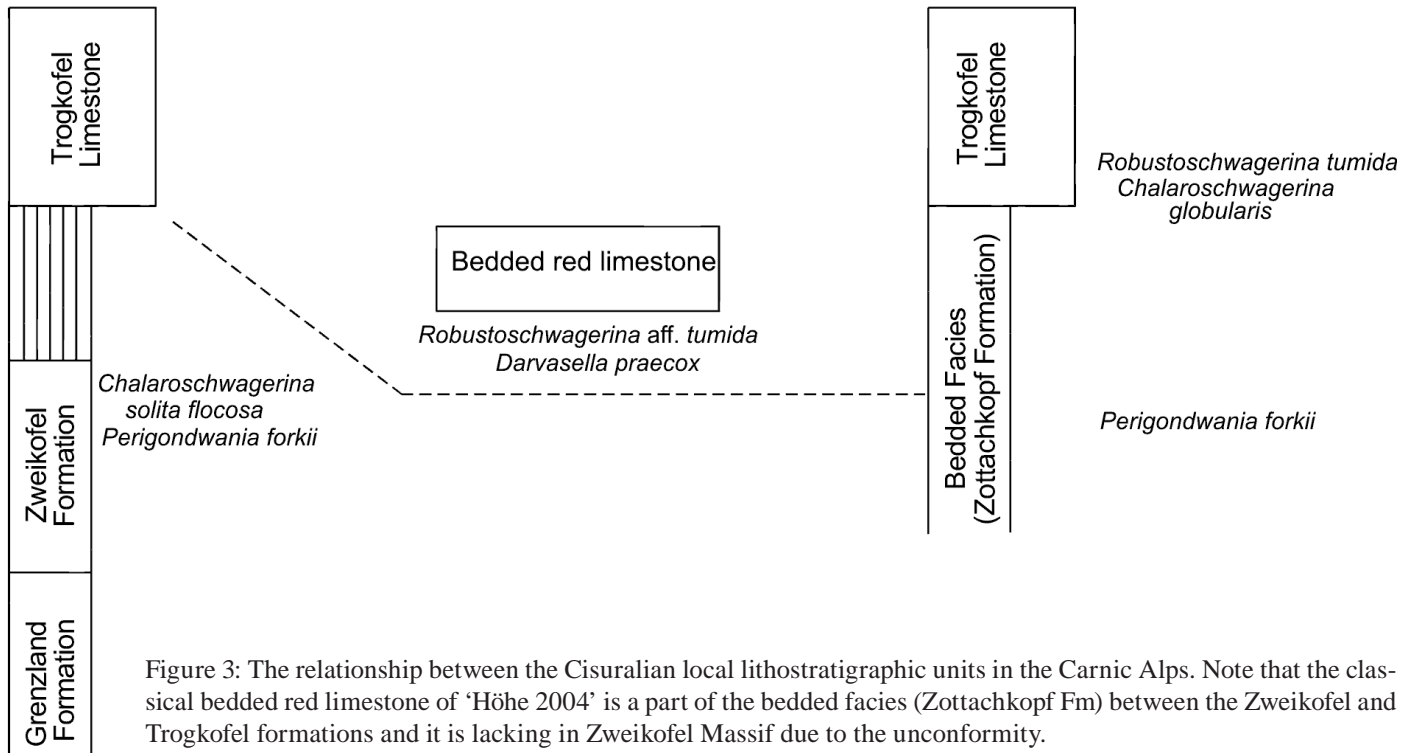 Trogkofel
Limestone
Zweikofel
Formation
Grenzland
Formation
Chalaroschwagerina
solita flocosa
Perigondwania forkii
Bedded red limestone
Robustoschwagerina aff. tumida
Darvasella praecox
Trogkofel
Limestone
Bedded Facies
(Zottachkopf Formation)
Robustoschwagerina tumida
Chalaroschwagerina
globularis
Perigondwania forkii
Figure 3: The relationship between the Cisuralian local lithostratigraphic units in the Carnic Alps. Note that the clas-
sical bedded red limestone of ‘Höhe 2004’ is a part of the bedded facies (Zottachkopf Fm) between the Zweikofel and
Trogkofel formations and it is lacking in Zweikofel Massif due to the unconformity.